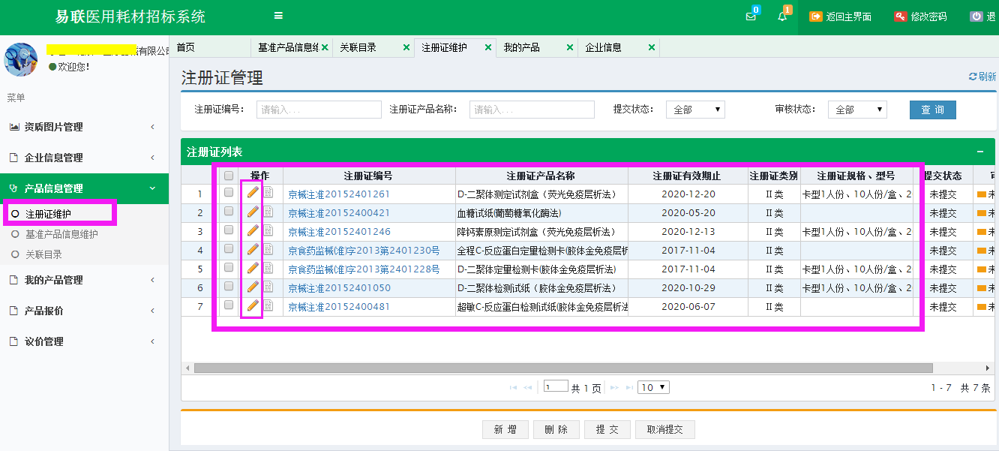 易联医用耗材招标系统
0
1
返回主界面
修改密码
退
有限公司
欢迎您!
菜单
资质图片管理
企业信息管理
产品信息管理
注册证维护
基准产品信息维护
关联目录
我的产品管理
产品报价
议价管理
首页 基准产品信息维 关联目录 注册证维护 我的产品 企业信息
注册证管理
刷新
注册证编号: 请输入... 注册证产品名称: 请输入... 提交状态: 全部 审核状态: 全部 查 询
注册证列表
操作 注册证编号 注册证产品名称 注册证有效期止 注册证类别 注册证规格、型号 提交状态
1 京械注准20152401261 D-二聚体测定试剂盒(荧光免疫层析法) 2020-12-20 II 类 卡型1人份、10人份/盒、2 未提交 未
2 京械注准20152400421 血糖试纸(葡萄糖氧化酶法) 2020-05-20 II 类 未提交 未
3 京械注准20152401246 降钙素原测定试剂盒(荧光免疫层析法) 2020-12-13 II 类 卡型1人份、10人份/盒、2 未提交 未
4 京食药监械(准)字2013第2401230号 全程C-反应蛋白定量检测卡(胶体金免疫层析 2017-11-04 II 类 未提交 未
5 京食药监械(准)字2013第2401228号 D-二聚体定量检测卡(胶体金免疫层析法) 2017-11-04 II 类 卡型1人份、10人份/盒、2 未提交 未
6 京械注准20152401050 D-二聚体检测试纸(胶体金免疫层析法) 2020-10-29 II 类 卡型1人份、10人份/盒、2 未提交 未
7 京械注准20152400481 超敏C-反应蛋白检测试纸(胶体金免疫层析法 2020-06-07 II 类 未提交 未
1 共 1 页 10 1 - 7 共 7 条
新 增 删 除 提 交 取消提交